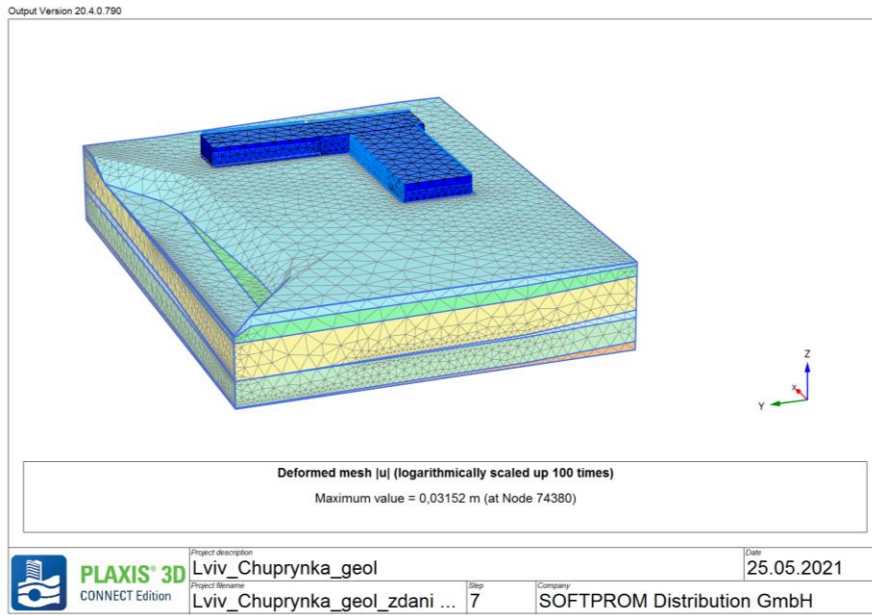 Output Version 20.4.0.790
Z
X
Y
Deformed mesh |u| (logarithmically scaled up 100 times)
Maximum value = 0,03152 m (at Node 74380)
PLAXIS® 3D
CONNECT Edition
Project description
Lviv_Chuprynka_geol
Date
25.05.2021
Project filename
Lviv_Chuprynka_geol_zdani ...
Step
7
Company
SOFTPROM Distribution GmbH